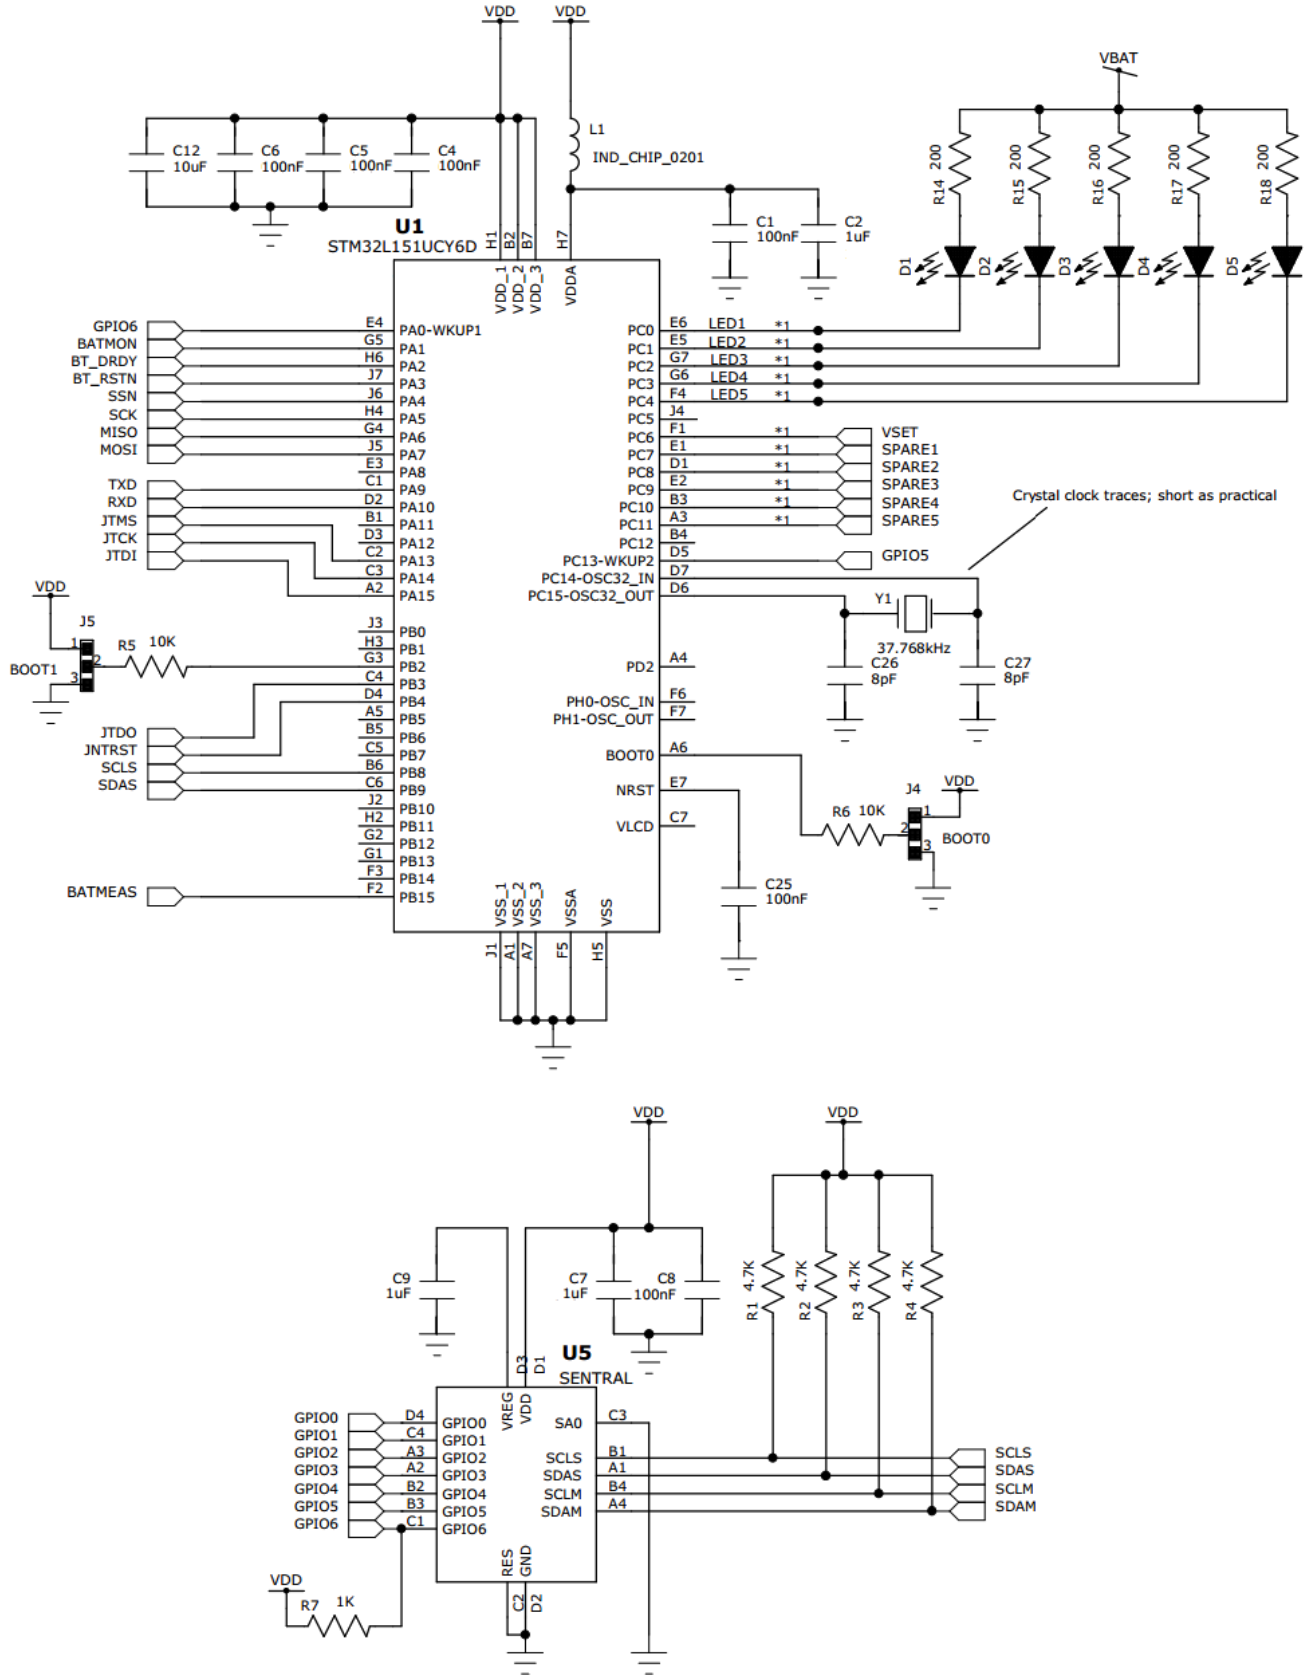 VDD
VDD
VBAT
C12
10uF
C6
100nF
C5
100nF
C4
100nF
L1
IND_CHIP_0201
C1
100nF
C2
1uF
R14 200
R15 200
R16 200
R17 200
R18 200
D1
D2
D3
D4
D5
U1
STM32L151UCY6D
H1
B2
B7
H7
VDD_1
VDD_2
VDD_3
VDDA
GPIO6 E4 PA0-WKUP1
BATMON G5 PA1
BT_DRDY H6 PA2
BT_RSTN J7 PA3
SSN J6 PA4
SCK H4 PA5
MISO G4 PA6
MOSI J5 PA7
E3 PA8
TXD C1 PA9
RXD D2 PA10
JTMS B1 PA11
JTCK D3 PA12
JTDI C2 PA13
C3 PA14
A2 PA15
PC0 E6 LED1 *1
PC1 E5 LED2 *1
PC2 G7 LED3 *1
PC3 G6 LED4 *1
PC4 F4 LED5 *1
PC5 J4
PC6 F1 *1 VSET
PC7 E1 *1 SPARE1
PC8 D1 *1 SPARE2
PC9 E2 *1 SPARE3
PC10 B3 *1 SPARE4
PC11 A3 *1 SPARE5
PC12 B4
PC13-WKUP2 D5 GPIO5
PC14-OSC32_IN D7
PC15-OSC32_OUT D6
Crystal clock traces; short as practical
Y1
37.768kHz
C26
8pF
C27
8pF
VDD
J5
1
2
3
BOOT1
R5 10K
J3 PB0
H3 PB1
G3 PB2
C4 PB3
D4 PB4
A5 PB5
JTDO B5 PB6
JNTRST C5 PB7
SCLS B6 PB8
SDAS C6 PB9
J2 PB10
H2 PB11
G2 PB12
G1 PB13
F3 PB14
BATMEAS F2 PB15
PD2 A4
PH0-OSC_IN F6
PH1-OSC_OUT F7
BOOT0 A6
NRST E7
VLCD C7
R6 10K
J4
VDD
1
2
3
BOOT0
C25
100nF
VSS_1
VSS_2
VSS_3
VSSA
VSS
J1
A1
A7
F5
H5
VDD
VDD
C9
1uF
C7
1uF
C8
100nF
R1 4.7K
R2 4.7K
R3 4.7K
R4 4.7K
U5
SENTRAL
D3
D1
VREG
VDD
GPIO0 D4 GPIO0
GPIO1 C4 GPIO1
GPIO2 A3 GPIO2
GPIO3 A2 GPIO3
GPIO4 B2 GPIO4
GPIO5 B3 GPIO5
GPIO6 C1 GPIO6
SA0 C3
SCLS B1 SCLS
SDAS A1 SDAS
SCLM B4 SCLM
SDAM A4 SDAM
RES
GND
C2
D2
VDD
R7 1K